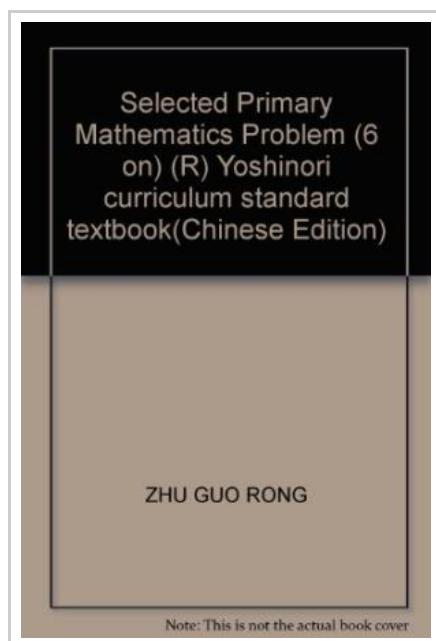 Selected Primary
Mathematics Problem (6
on) (R) Yoshinori
curriculum standard
textbook(Chinese Edition)
ZHU GUO RONG
Note: This is not the actual book cover